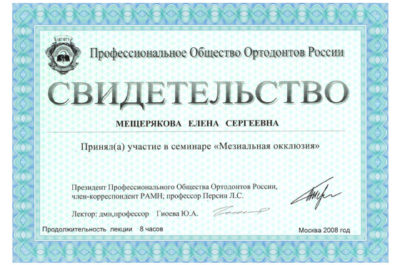 Профессиональное Общество Ортодонтов России
СВИДЕТЕЛЬСТВО
МЕЩЕРЯКОВА ЕЛЕНА СЕРГЕЕВНА
Принял(а) участие в семинаре «Мезиальная окклюзия»
Президент Профессионального Общества Ортодонтов России,
член-корреспондент РАМН, профессор Персин Л.С.
Лектор: дмн,профессор Гиоева Ю.А.
Продолжительность лекции 8 часов
Москва 2008 год